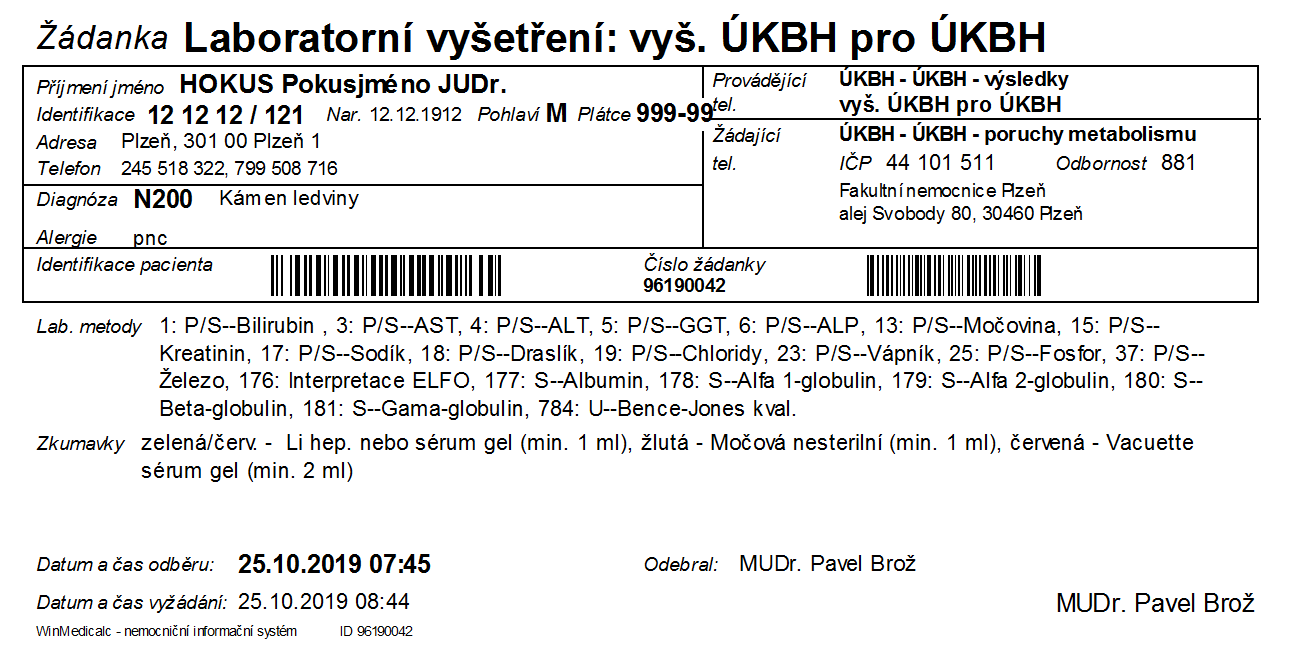 Žádanka Laboratorní vyšetření: vyš. ÚKBH pro ÚKBH
Příjmení jméno HOKUS Pokusjméno JUDr.
Identifikace 12 12 12 / 121 Nar. 12.12.1912 Pohlaví M Plátce 999-99
Adresa Plzeň, 301 00 Plzeň 1
Telefon 245 518 322, 799 508 716
Provádějící ÚKBH - ÚKBH - výsledky
tel. vyš. ÚKBH pro ÚKBH
Žádající ÚKBH - ÚKBH - poruchy metabolismu
tel. IČP 44 101 511 Odbornost 881
Fakultní nemocnice Plzeň
alej Svobody 80, 30460 Plzeň
Diagnóza N200 Kámen ledviny
Alergie pnc
Identifikace pacienta
Číslo žádanky
96190042
Lab. metody 1: P/S--Bilirubin , 3: P/S--AST, 4: P/S--ALT, 5: P/S--GGT, 6: P/S--ALP, 13: P/S--Močovina, 15: P/S--
Kreatinin, 17: P/S--Sodík, 18: P/S--Draslík, 19: P/S--Chloridy, 23: P/S--Vápník, 25: P/S--Fosfor, 37: P/S--
Železo, 176: Interpretace ELFO, 177: S--Albumin, 178: S--Alfa 1-globulin, 179: S--Alfa 2-globulin, 180: S--
Beta-globulin, 181: S--Gama-globulin, 784: U--Bence-Jones kval.
Zkumavky zelená/červ. - Li hep. nebo sérum gel (min. 1 ml), žlutá - Močová nesterilní (min. 1 ml), červená - Vacuette
sérum gel (min. 2 ml)
Datum a čas odběru: 25.10.2019 07:45 Odebral: MUDr. Pavel Brož
Datum a čas vyžádání: 25.10.2019 08:44 MUDr. Pavel Brož
WinMedicalc - nemocniční informační systém ID 96190042